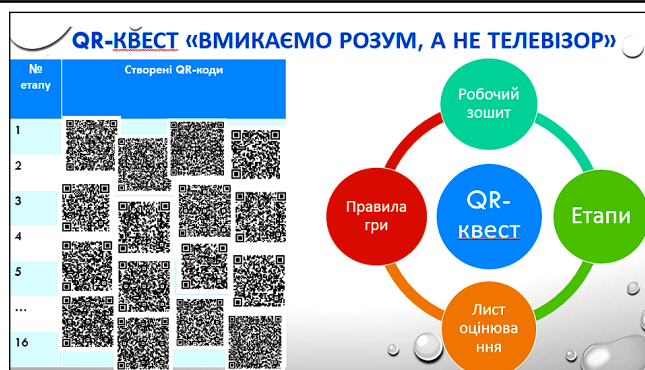 QR-КВЕСТ «ВМИКАЄМО РОЗУМ, А НЕ ТЕЛЕВІЗОР»
№
етапу
Створені QR-коди
1
2
3
4
5
...
16
Робочий
зошит
Правила
гри
QR-
квест
Етапи
Лист
оцінюва
ння